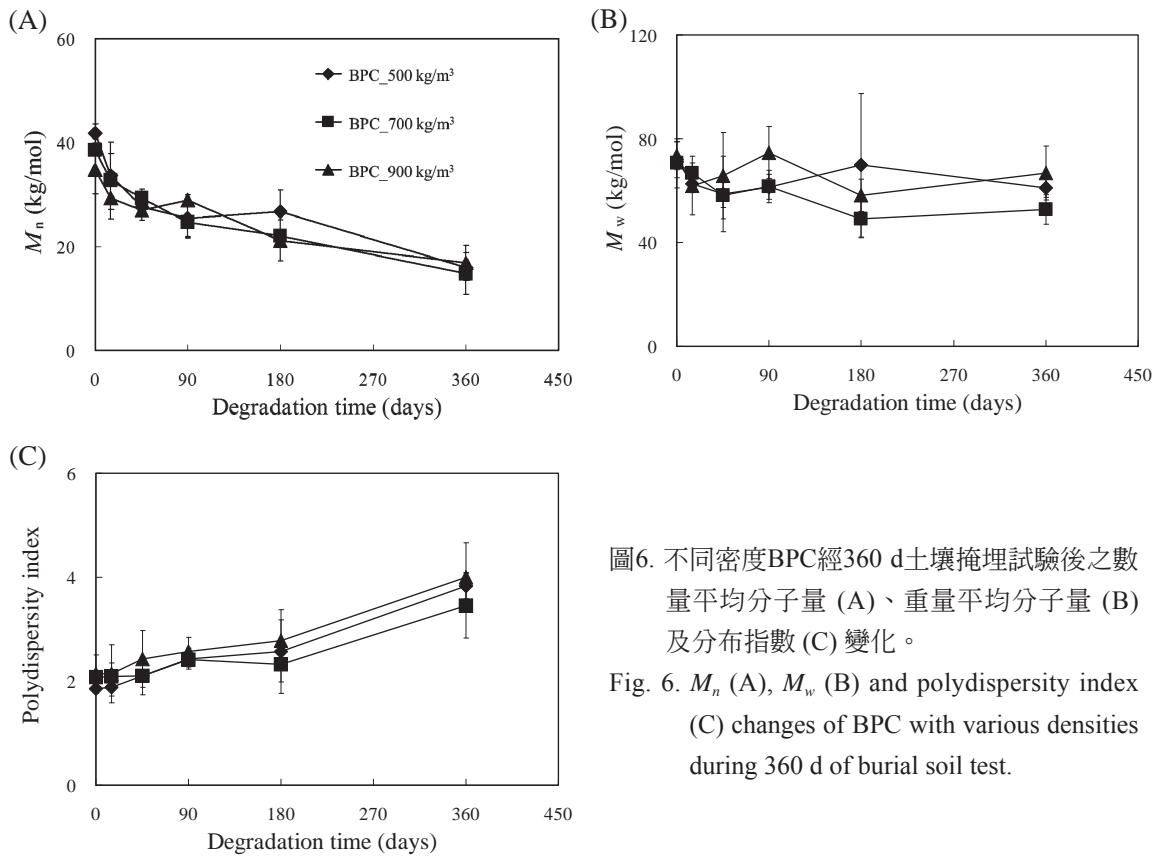 (A)
60
40
20
0
M_n (kg/mol)
BPC_500 kg/m³
BPC_700 kg/m³
BPC_900 kg/m³
0 90 180 270 360 450
Degradation time (days)
(B)
120
80
40
0
M_w (kg/mol)
0 90 180 270 360 450
Degradation time (days)
(C)
6
4
2
0
Polydispersity index
0 90 180 270 360 450
Degradation time (days)
圖6. 不同密度BPC經360 d土壤掩埋試驗後之數
量平均分子量 (A)、重量平均分子量 (B)
及分布指數 (C) 變化。
Fig. 6. M_n (A), M_w (B) and polydispersity index
(C) changes of BPC with various densities
during 360 d of burial soil test.